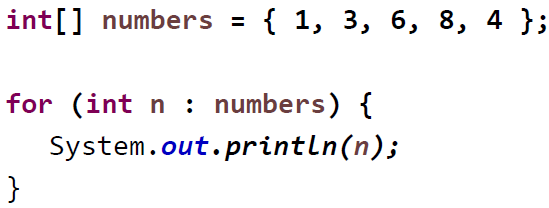 int[] numbers = { 1, 3, 6, 8, 4 };
for (int n : numbers) {
System.out.println(n);
}